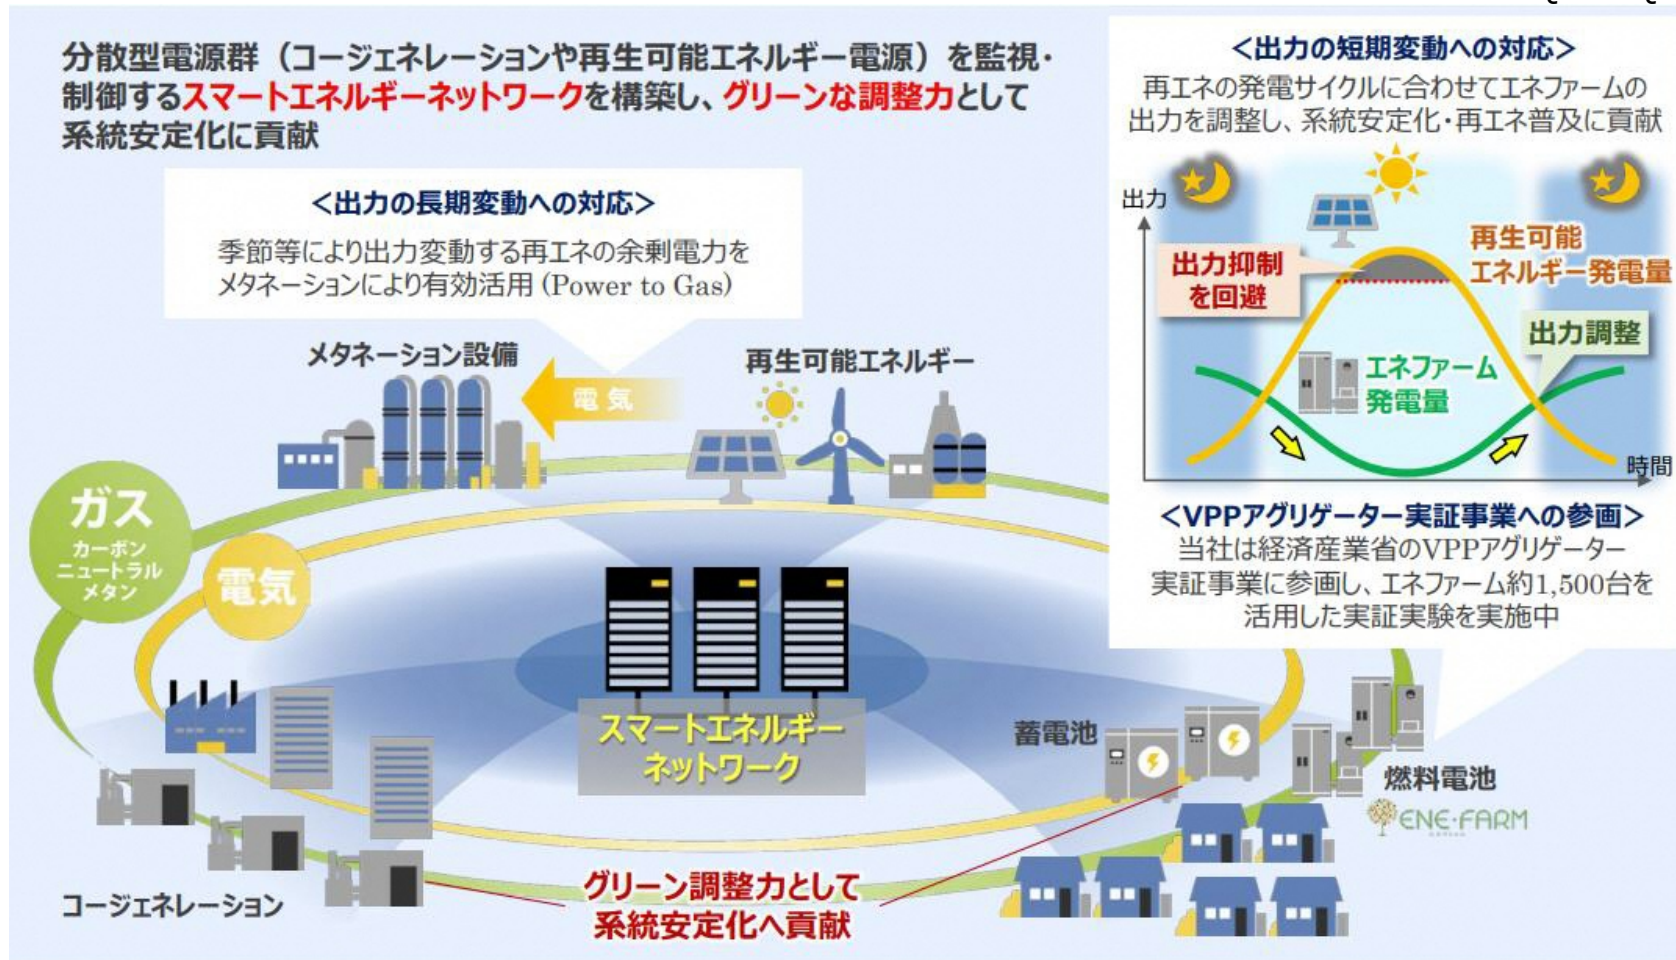 分散型電源群（コージェネレーションや再生可能エネルギー電源）を監視・
制御するスマートエネルギーネットワークを構築し、グリーンな調整力として
系統安定化に貢献
＜出力の長期変動への対応＞
季節等により出力変動する再エネの余剰電力を
メタネーションにより有効活用 (Power to Gas)
メタネーション設備
電気
再生可能エネルギー
ガス
カーボン
ニュートラル
メタン
電気
スマートエネルギー
ネットワーク
コージェネレーション
グリーン調整力として
系統安定化へ貢献
蓄電池
燃料電池
ENE·FARM
＜出力の短期変動への対応＞
再エネの発電サイクルに合わせてエネファームの
出力を調整し、系統安定化・再エネ普及に貢献
出力
再生可能
エネルギー発電量
出力抑制
を回避
出力調整
エネファーム
発電量
時間
＜VPPアグリゲーター実証事業への参画＞
当社は経済産業省のVPPアグリゲーター
実証事業に参画し、エネファーム約1,500台を
活用した実証実験を実施中